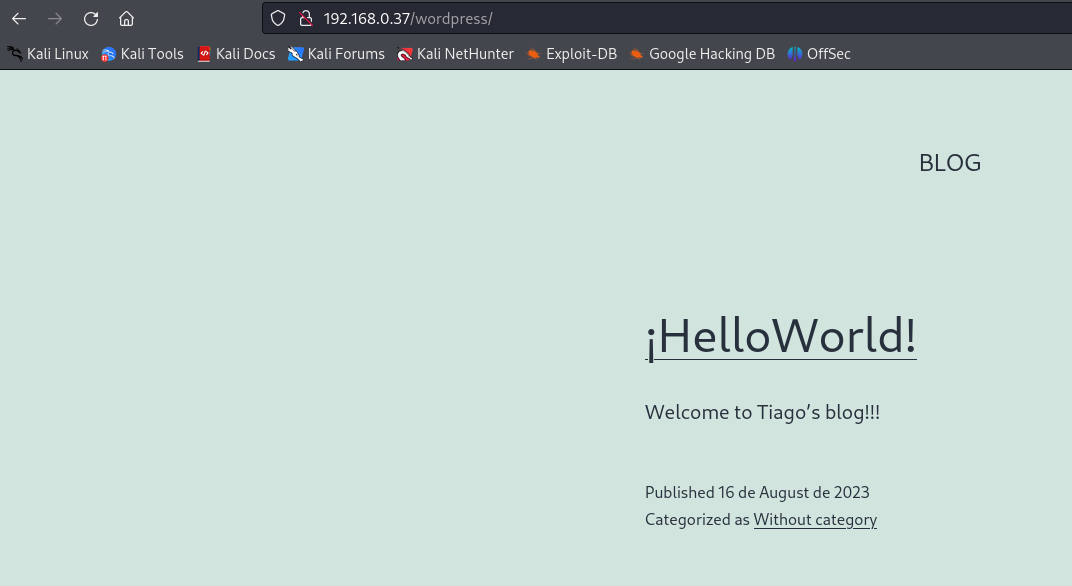 192.168.0.37/wordpress/
Kali Linux Kali Tools Kali Docs Kali Forums Kali NetHunter Exploit-DB Google Hacking DB OffSec
BLOG
¡HelloWorld!
Welcome to Tiago’s blog!!!
Published 16 de August de 2023
Categorized as Without category